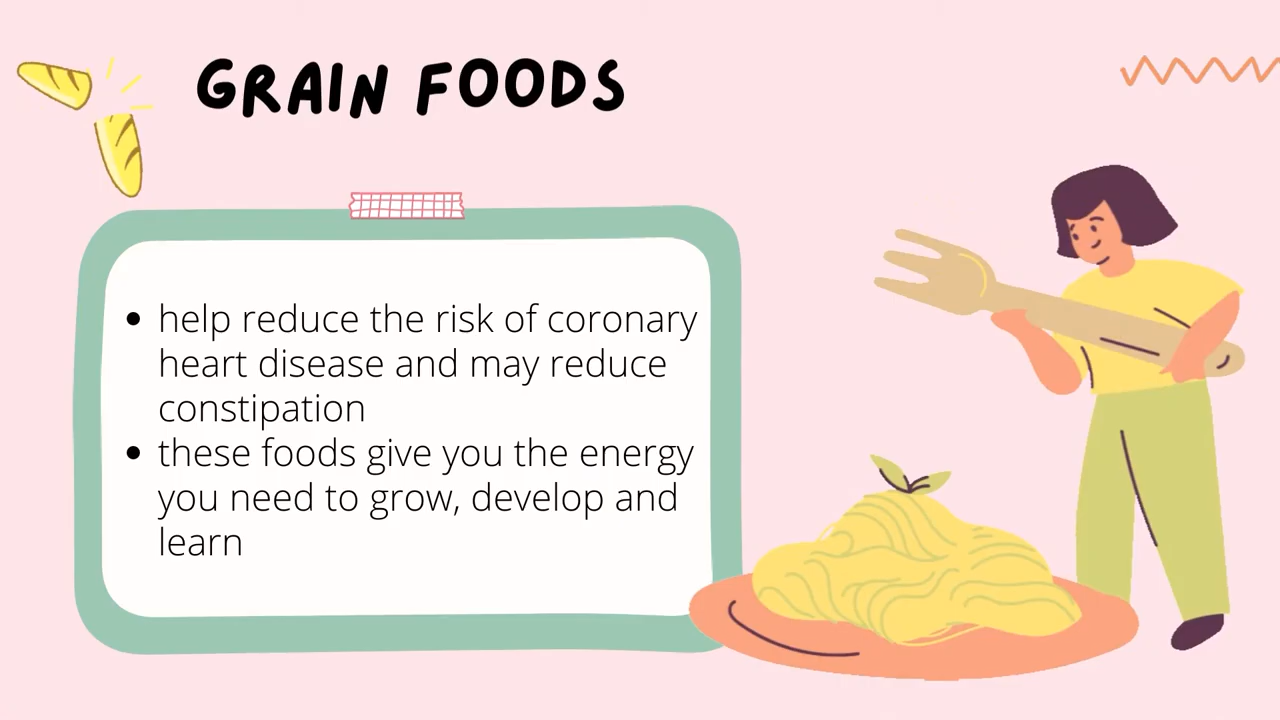 GRAIN FOODS
• help reduce the risk of coronary
heart disease and may reduce
constipation
• these foods give you the energy
you need to grow, develop and
learn